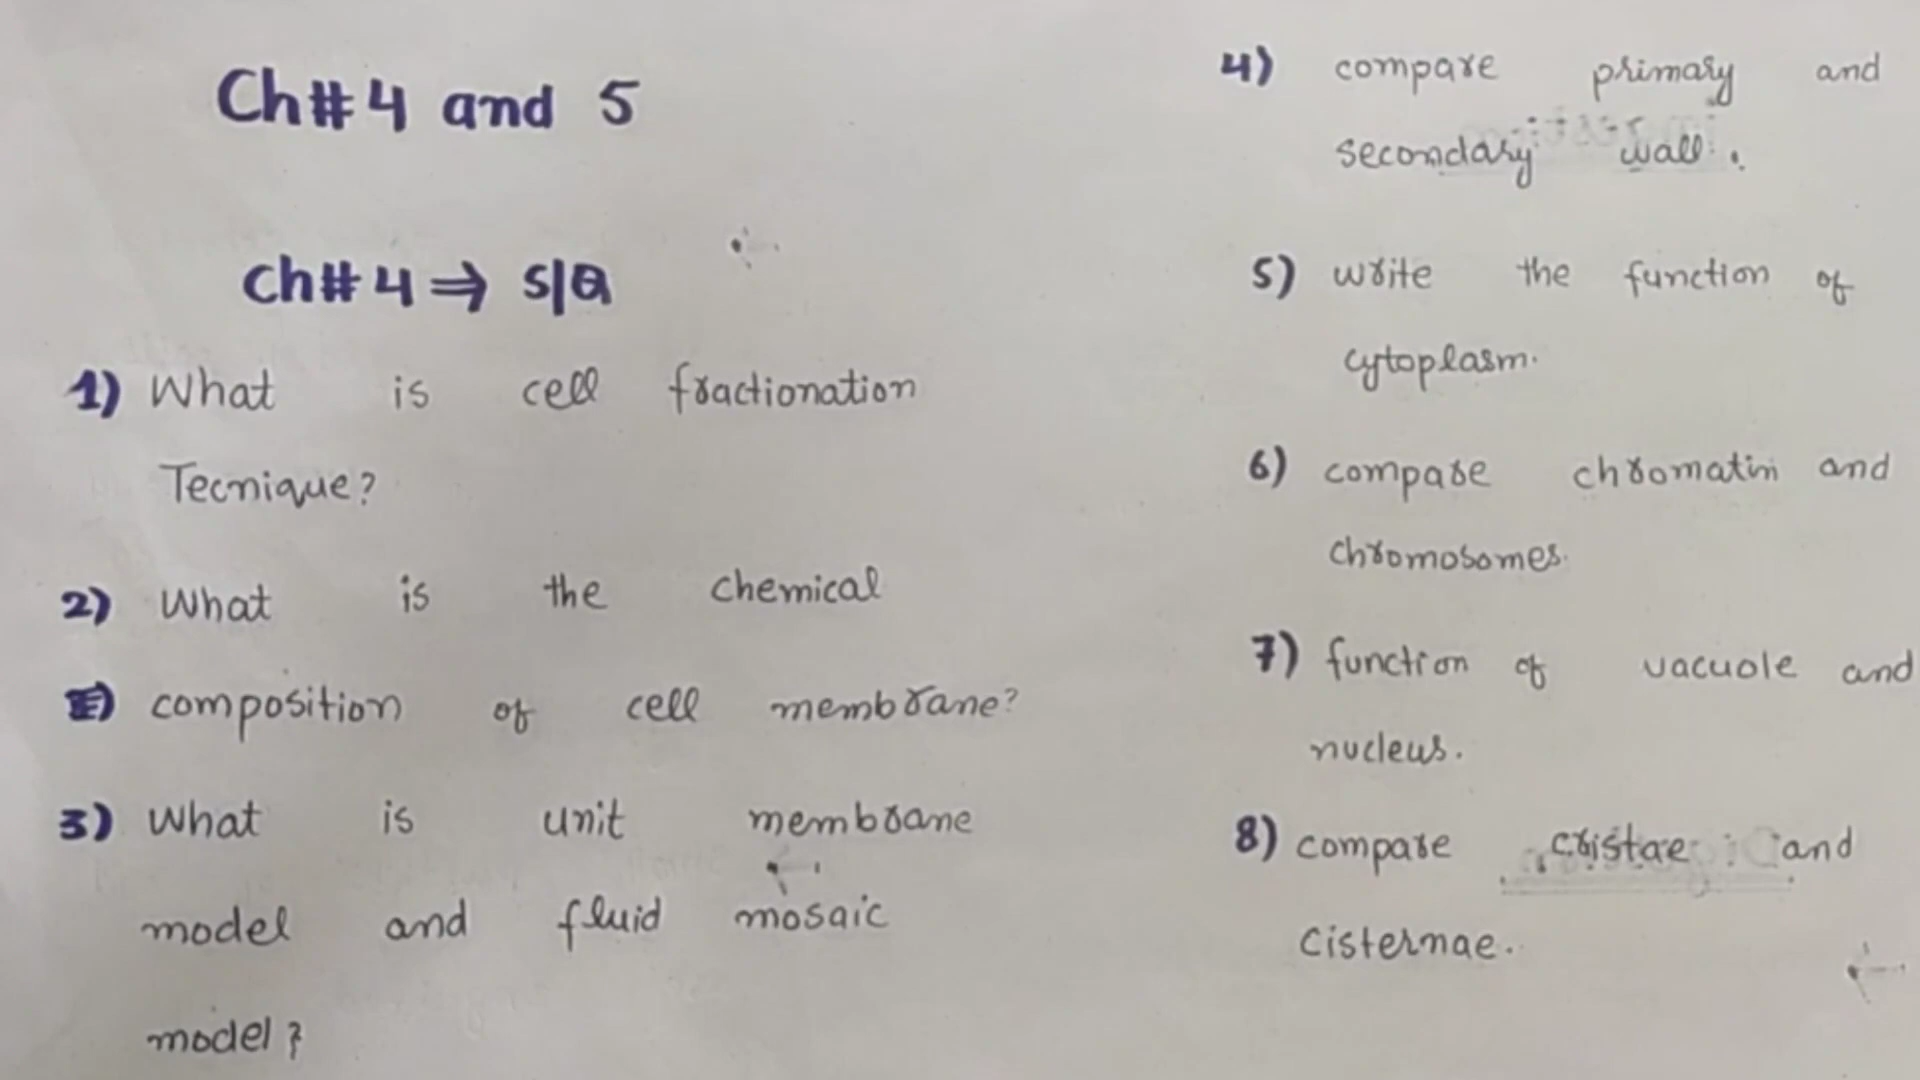 Ch# 4 and 5
ch# 4 ⇒ S|Q
1) What is cell fractionation
Tecnique?
2) What is the chemical
composition of cell membrane?
3) What is unit membrane
model and fluid mosaic
model?
4) compare primary and
secondary wall.
5) write the function of
cytoplasm.
6) compare chromatin and
chromosomes.
7) function of vacuole and
nucleus.
8) compare cristae and
cisternae.